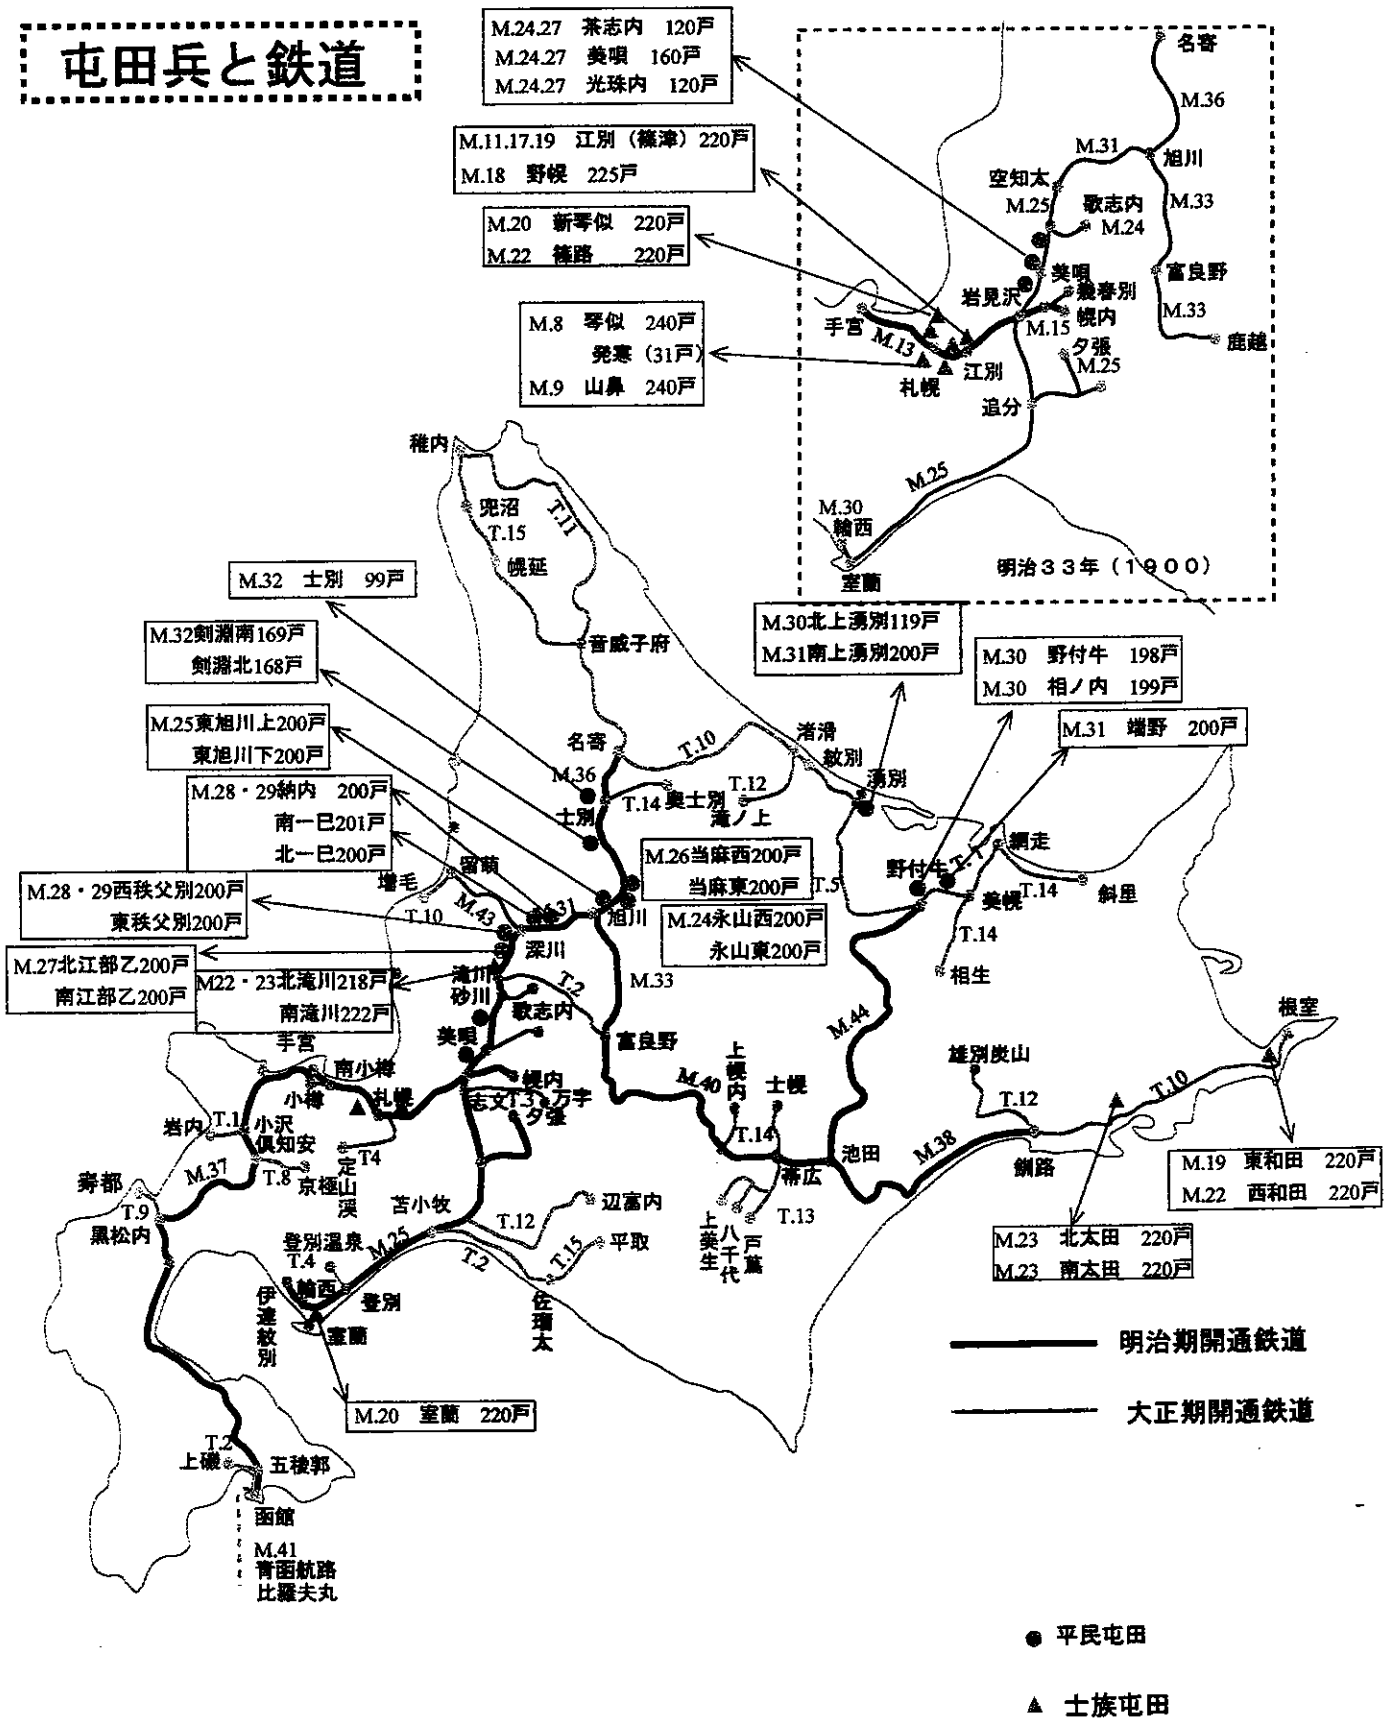 屯田兵と鉄道
M.24.27 茶志内 120戸
M.24.27 美唄 160戸
M.24.27 光珠内 120戸
M.11.17.19 江別（篠津）220戸
M.18 野幌 225戸
M.20 新琴似 220戸
M.22 篠路 220戸
M.8 琴似 240戸
発寒（31戸）
M.9 山鼻 240戸
名寄
M.36
M.31
旭川
空知太
M.25
歌志内
M.24
M.33
美唄
富良野
岩見沢
幾春別
M.33
手宮
M.13
M.15
幌内
夕張
鹿越
江別
M.25
札幌
追分
M.25
M.30
輪西
室蘭
明治33年（1900）
稚内
兜沼
T.15
T.11
幌延
音威子府
M.32 士別 99戸
M.32剣淵南169戸
剣淵北168戸
M.25東旭川上200戸
東旭川下200戸
M.28・29納内 200戸
南一已201戸
北一已200戸
M.28・29西秩父別200戸
東秩父別200戸
M.27北江部乙200戸
南江部乙200戸
M22・23北滝川218戸
南滝川222戸
M.30北上湧別119戸
M.31南上湧別200戸
M.30 野付牛 198戸
M.30 相ノ内 199戸
M.31 端野 200戸
M.26当麻西200戸
当麻東200戸
M.24永山西200戸
永山東200戸
名寄
T.10
渚滑
紋別
湧別
M.36
T.14
奥士別
T.12
滝ノ上
士別
留萌
増毛
T.10
M.43
M.31
旭川
深川
野付牛
T.5
網走
T.14
斜里
美幌
T.14
相生
滝川
砂川
T.2
M.33
歌志内
美唄
富良野
M.44
根室
手宮
南小樽
小樽
札幌
幌内
志文
T.3
万字
夕張
M.40
上幌内
士幌
T.14
雄別炭山
T.12
T.10
岩内
T.1
小沢
倶知安
T4
定山渓
M.37
T.8
京極
池田
帯広
M.38
釧路
寿都
T.9
黒松内
苫小牧
T.12
辺富内
上美生
八千代
戸蔦
T.13
登別温泉
T.4
M.25
T.2
T.15
平取
伊達紋別
輪西
登別
佐瑠太
室蘭
M.19 東和田 220戸
M.22 西和田 220戸
M.23 北太田 220戸
M.23 南太田 220戸
M.20 室蘭 220戸
明治期開通鉄道
大正期開通鉄道
T.2
上磯
五稜郭
函館
M.41
青函航路
比羅夫丸
平民屯田
士族屯田